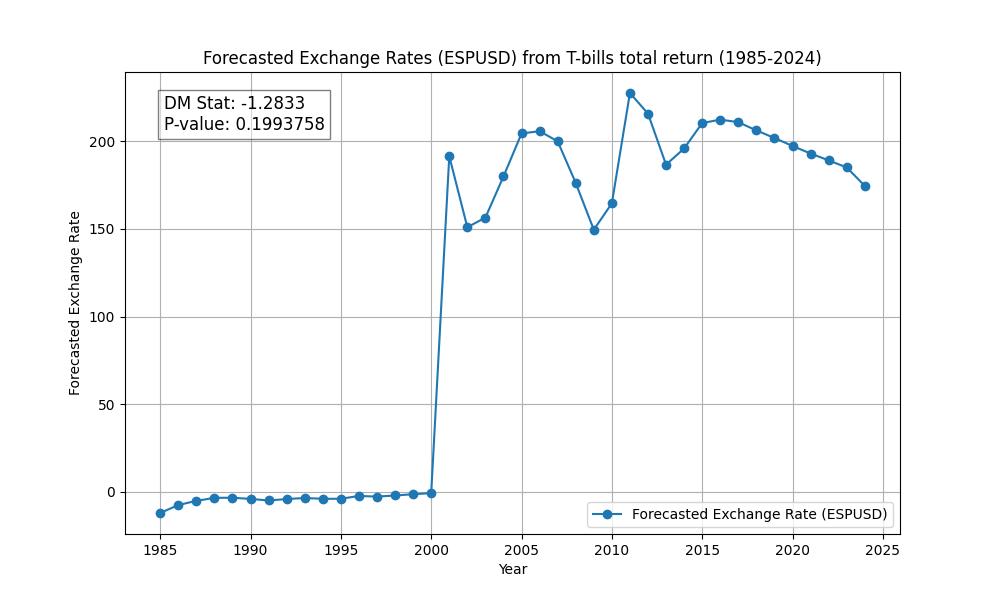 Forecasted Exchange Rates (ESPUSD) from T-bills total return (1985-2024)
DM Stat: -1.2833
P-value: 0.1993758
Forecasted Exchange Rate
200
150
100
50
0
Forecasted Exchange Rate (ESPUSD)
1985 1990 1995 2000 2005 2010 2015 2020 2025
Year